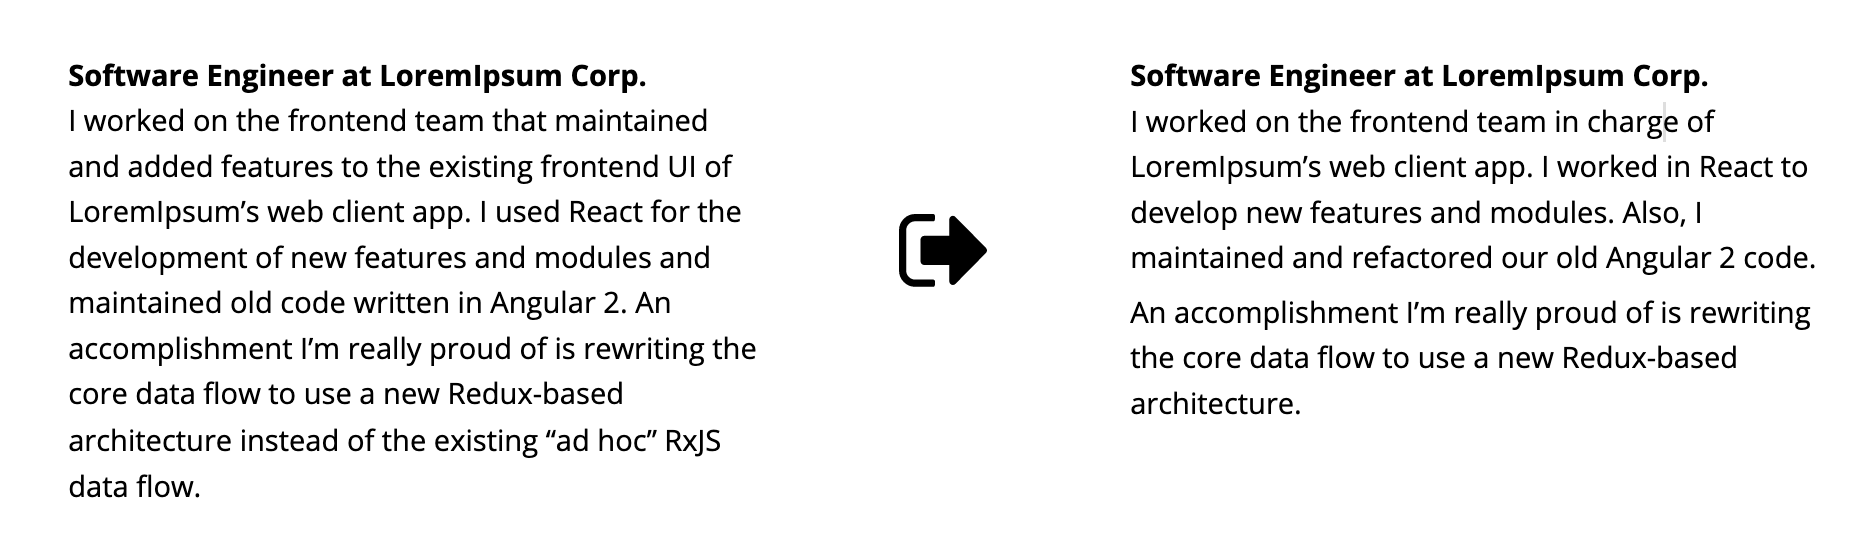 Software Engineer at LoremIpsum Corp.
I worked on the frontend team that maintained
and added features to the existing frontend UI of
LoremIpsum’s web client app. I used React for the
development of new features and modules and
maintained old code written in Angular 2. An
accomplishment I’m really proud of is rewriting the
core data flow to use a new Redux-based
architecture instead of the existing “ad hoc” RxJS
data flow.
Software Engineer at LoremIpsum Corp.
I worked on the frontend team in charge of
LoremIpsum’s web client app. I worked in React to
develop new features and modules. Also, I
maintained and refactored our old Angular 2 code.
An accomplishment I’m really proud of is rewriting
the core data flow to use a new Redux-based
architecture.